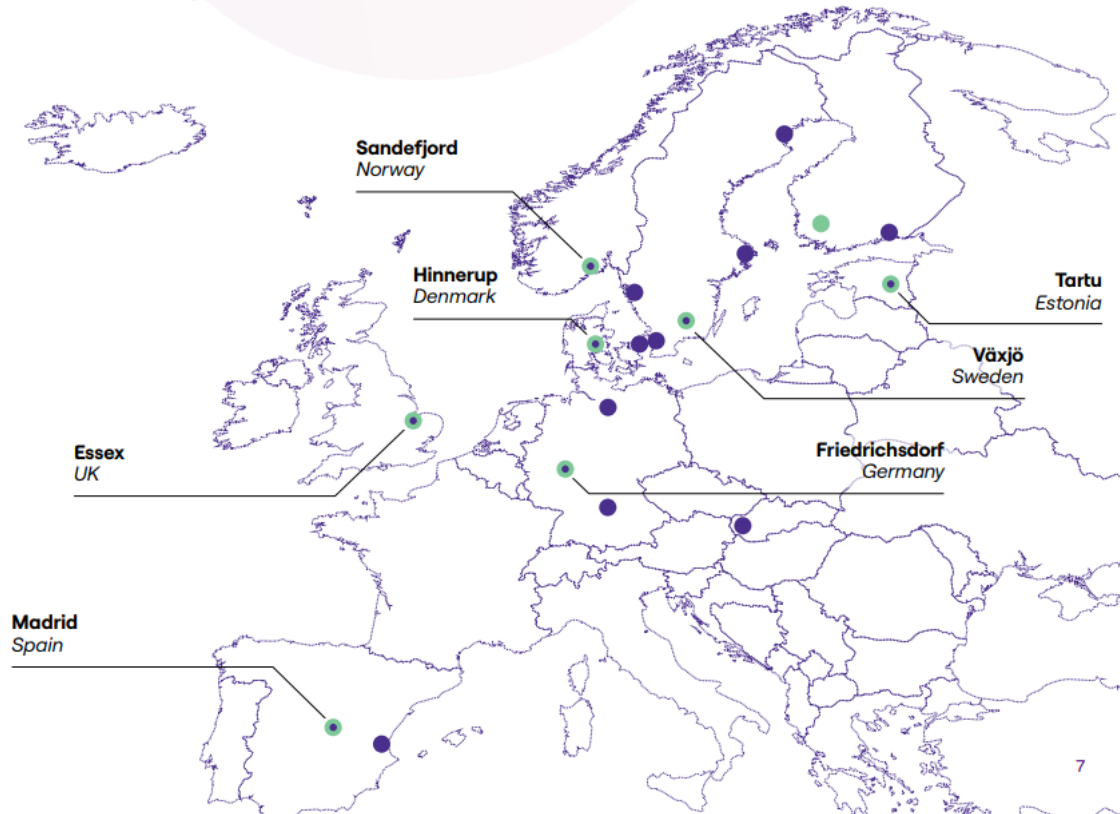 Sandefjord
Norway
Hinnerup
Denmark
Tartu
Estonia
Växjö
Sweden
Essex
UK
Friedrichsdorf
Germany
Madrid
Spain
7